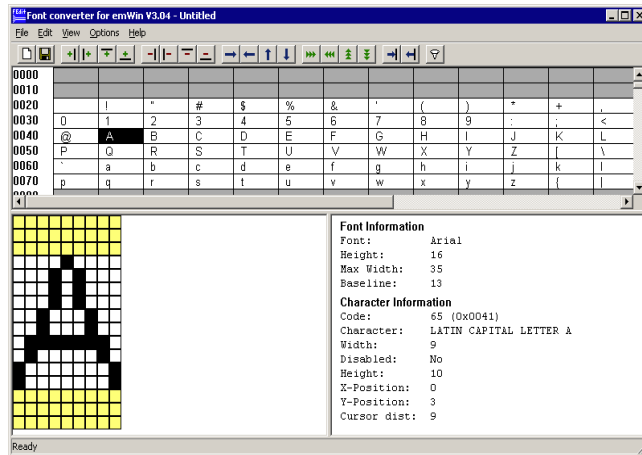 Font converter for emWin V3.04 - Untitled
File Edit View Options Help
0000
0010
0020 ! " # $ % & ' ( ) * + ,
0030 0 1 2 3 4 5 6 7 8 9 : ; <
0040 @ A B C D E F G H I J K L
0050 P Q R S T U V W X Y Z [ \
0060 ` a b c d e f g h i j k l
0070 p q r s t u v w x y z { |
Font Information
Font: Arial
Height: 16
Max Width: 35
Baseline: 13
Character Information
Code: 65 (0x0041)
Character: LATIN CAPITAL LETTER A
Width: 9
Disabled: No
Height: 10
X-Position: 0
Y-Position: 3
Cursor dist: 9
Ready